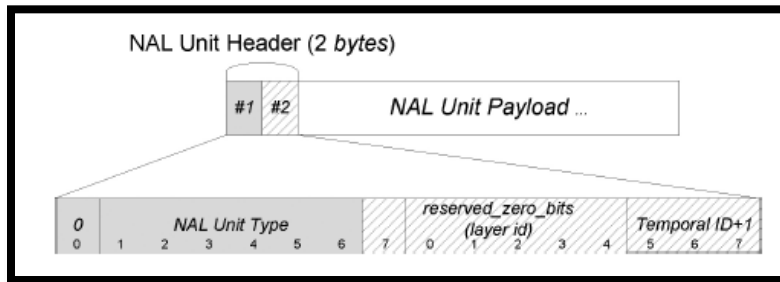 NAL Unit Header (2 bytes)
#1 #2 NAL Unit Payload ...
0 NAL Unit Type reserved_zero_bits (layer id) Temporal ID+1
0 1 2 3 4 5 6 7 0 1 2 3 4 5 6 7